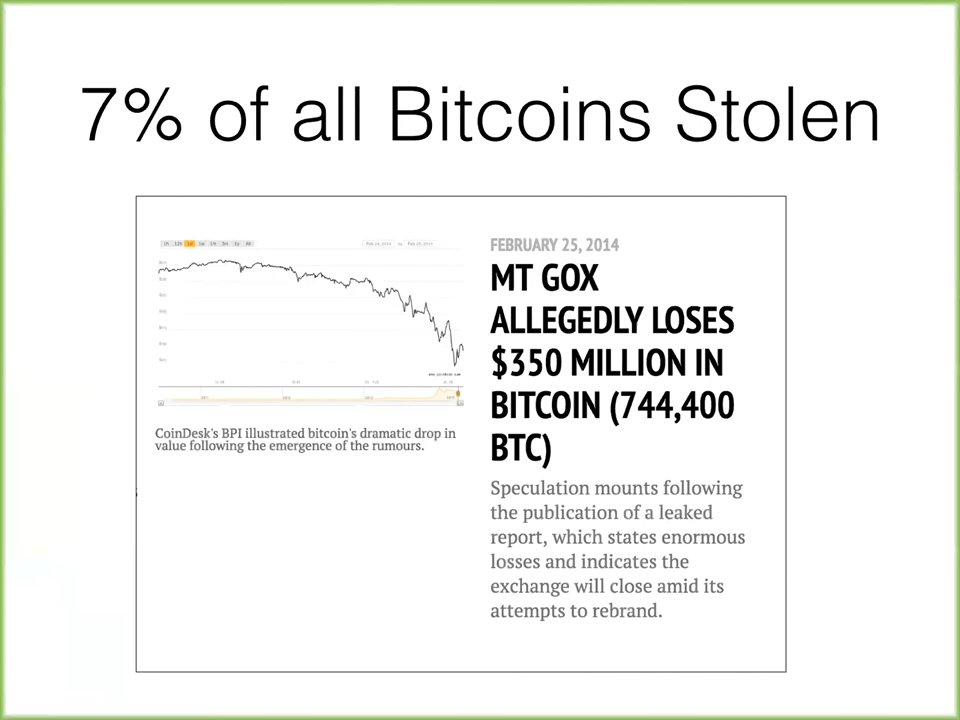 7% of all Bitcoins Stolen
FEBRUARY 25, 2014
MT GOX
ALLEGEDLY LOSES
$350 MILLION IN
BITCOIN (744,400
BTC)
Speculation mounts following
the publication of a leaked
report, which states enormous
losses and indicates the
exchange will close amid its
attempts to rebrand.
CoinDesk's BPI illustrated bitcoin's dramatic drop in
value following the emergence of the rumours.